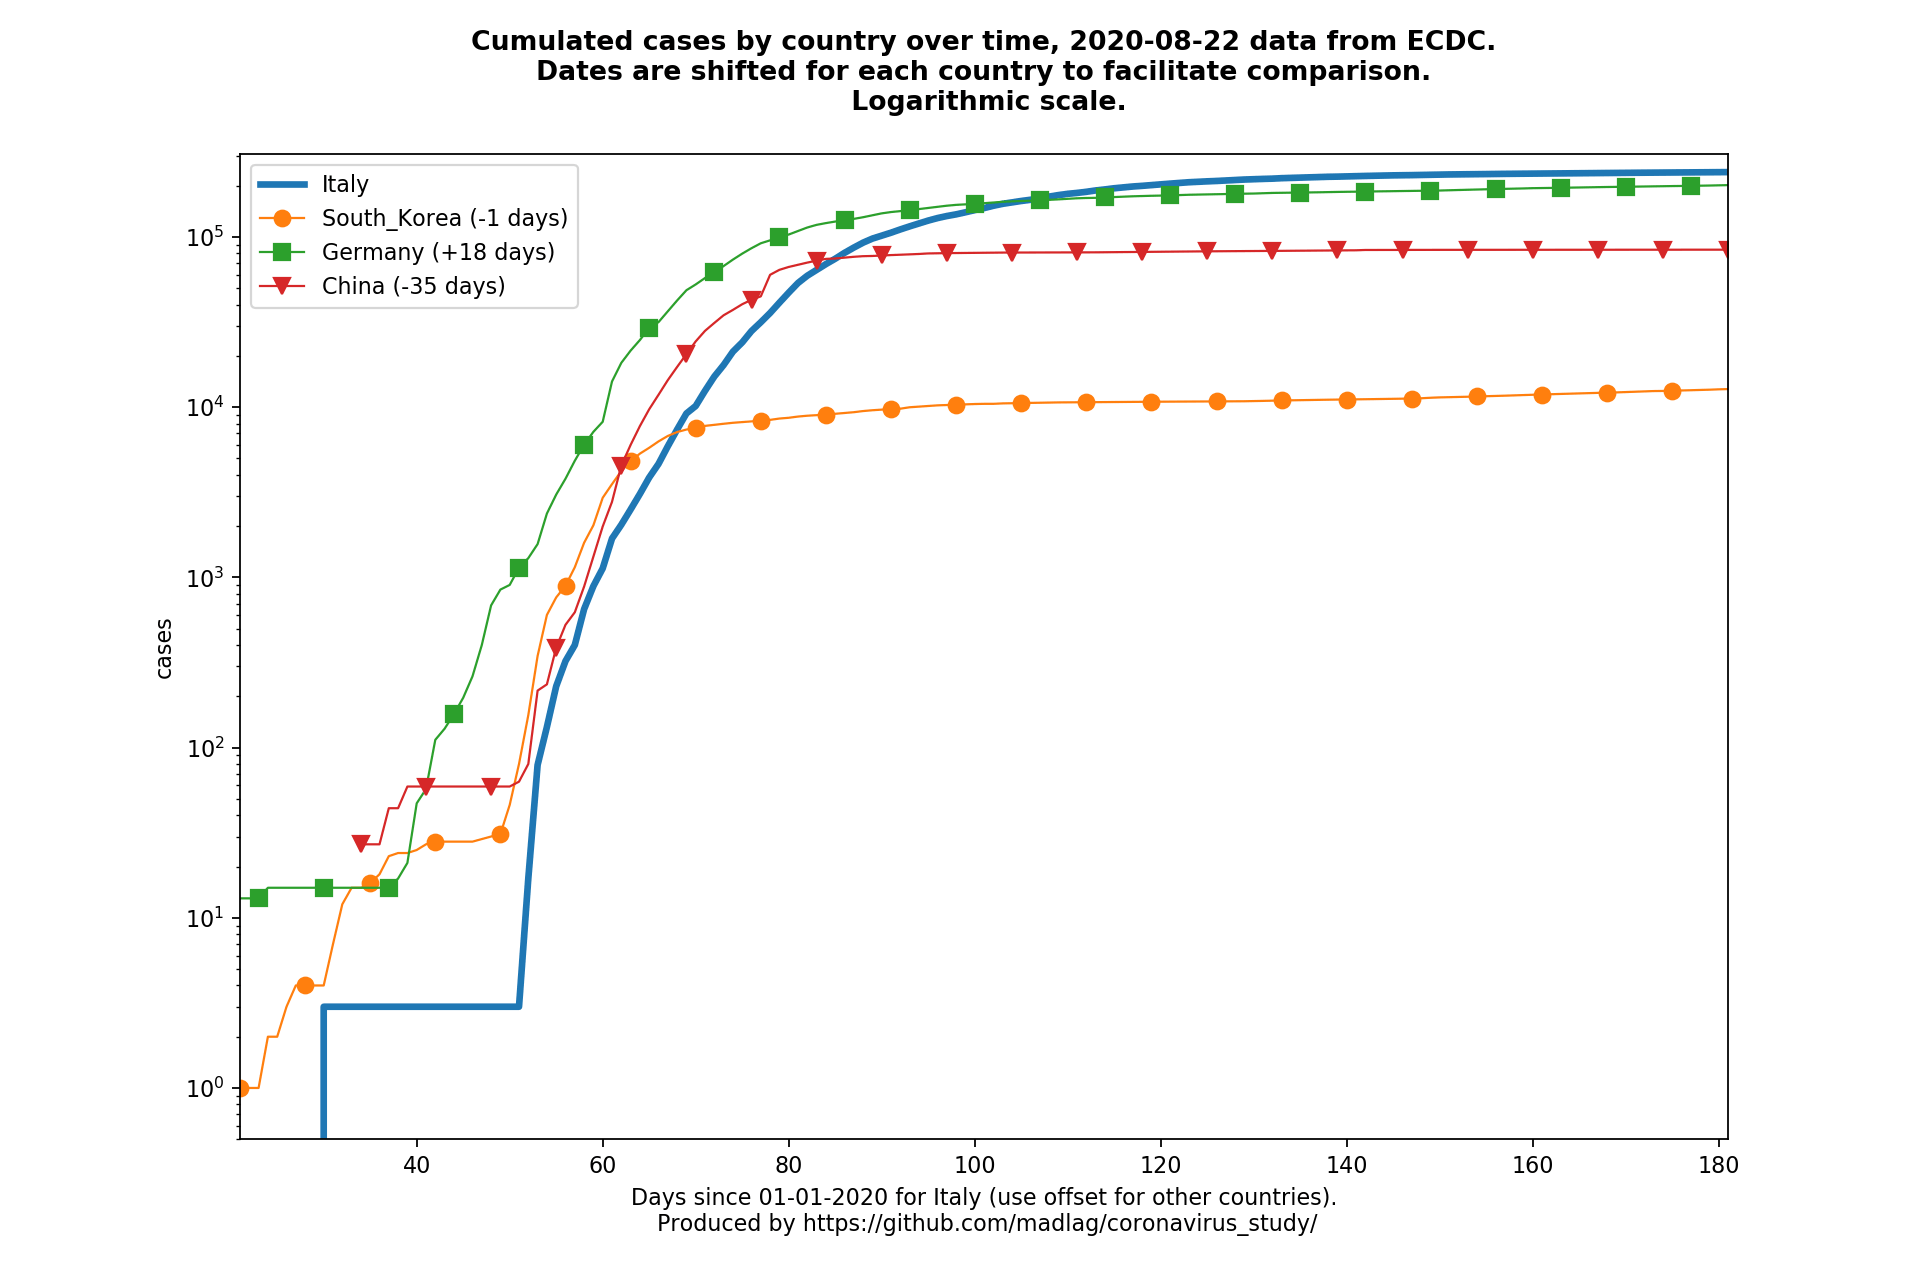 Cumulated cases by country over time, 2020-08-22 data from ECDC.
Dates are shifted for each country to facilitate comparison.
Logarithmic scale.
Italy
South_Korea (-1 days)
Germany (+18 days)
China (-35 days)
10^5
10^4
10^3
10^2
10^1
10^0
cases
40 60 80 100 120 140 160 180
Days since 01-01-2020 for Italy (use offset for other countries).
Produced by https://github.com/madlag/coronavirus_study/